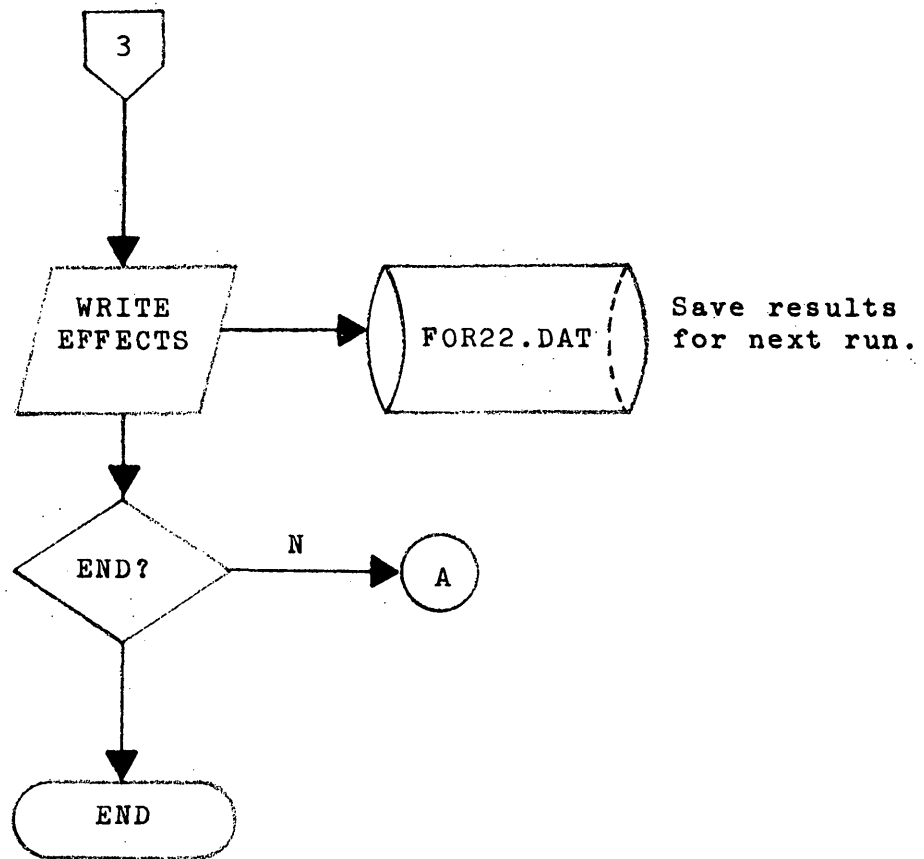 3
WRITE
EFFECTS
FOR22.DAT
Save results
for next run.
END?
N
A
END